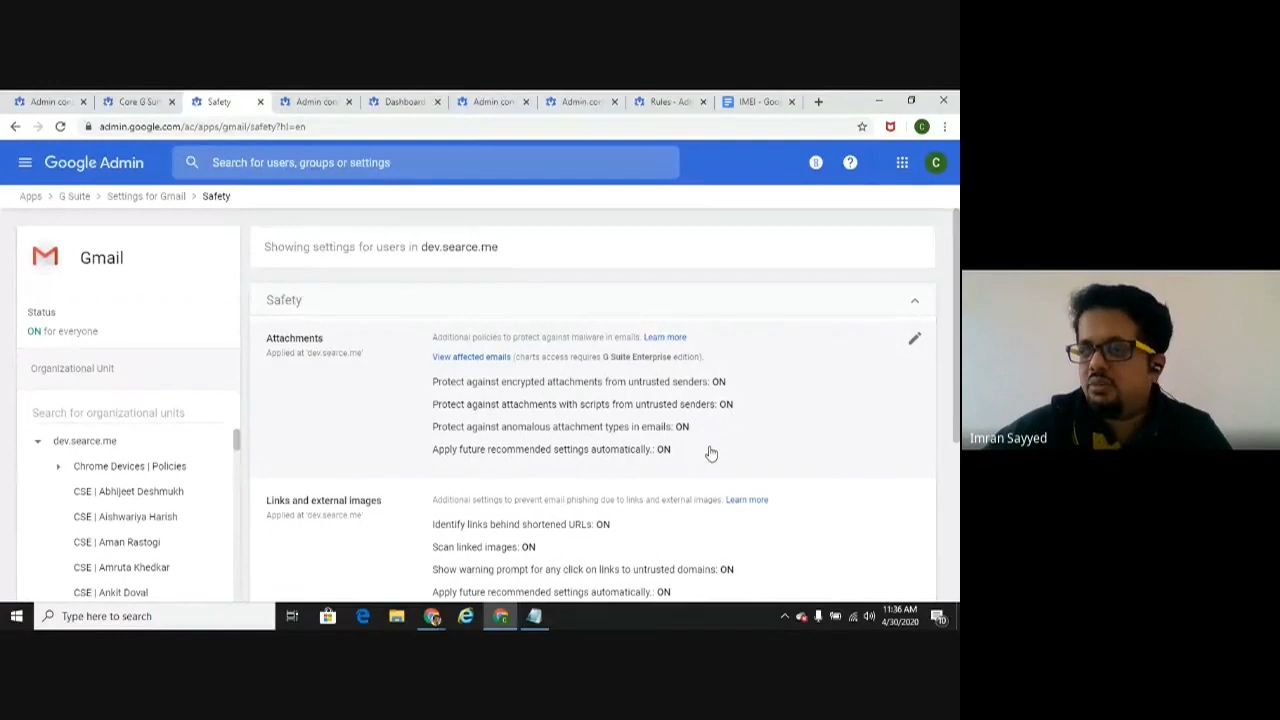 Admin con
Core G Suit
Safety
Admin con
Dashboard
Admin con
Admin con
Rules - Adm
IMEI - Goo
admin.google.com/ac/apps/gmail/safety?hl=en
C
Google Admin
Search for users, groups or settings
C
Apps > G Suite > Settings for Gmail > Safety
Gmail
Status
ON for everyone
Organizational Unit
Search for organizational units
dev.searce.me
Chrome Devices | Policies
CSE | Abhijeet Deshmukh
CSE | Aishwariya Harish
CSE | Aman Rastogi
CSE | Amruta Khedkar
CSE | Ankit Doval
Showing settings for users in dev.searce.me
Safety
Attachments
Applied at 'dev.searce.me'
Additional policies to protect against malware in emails. Learn more
View affected emails (charts access requires G Suite Enterprise edition).
Protect against encrypted attachments from untrusted senders: ON
Protect against attachments with scripts from untrusted senders: ON
Protect against anomalous attachment types in emails: ON
Apply future recommended settings automatically.: ON
Links and external images
Applied at 'dev.searce.me'
Additional settings to prevent email phishing due to links and external images. Learn more
Identify links behind shortened URLs: ON
Scan linked images: ON
Show warning prompt for any click on links to untrusted domains: ON
Apply future recommended settings automatically.: ON
Imran Sayyed
Type here to search
11:36 AM
4/30/2020
10